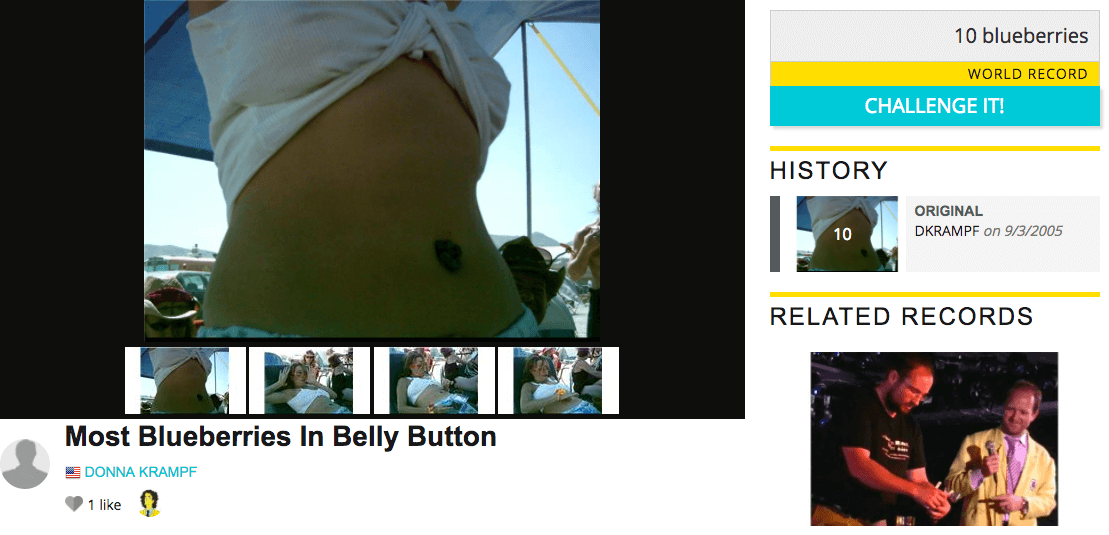 10 blueberries
WORLD RECORD
CHALLENGE IT!
HISTORY
10
ORIGINAL
DKRAMPF on 9/3/2005
RELATED RECORDS
Most Blueberries In Belly Button
DONNA KRAMPF
1 like